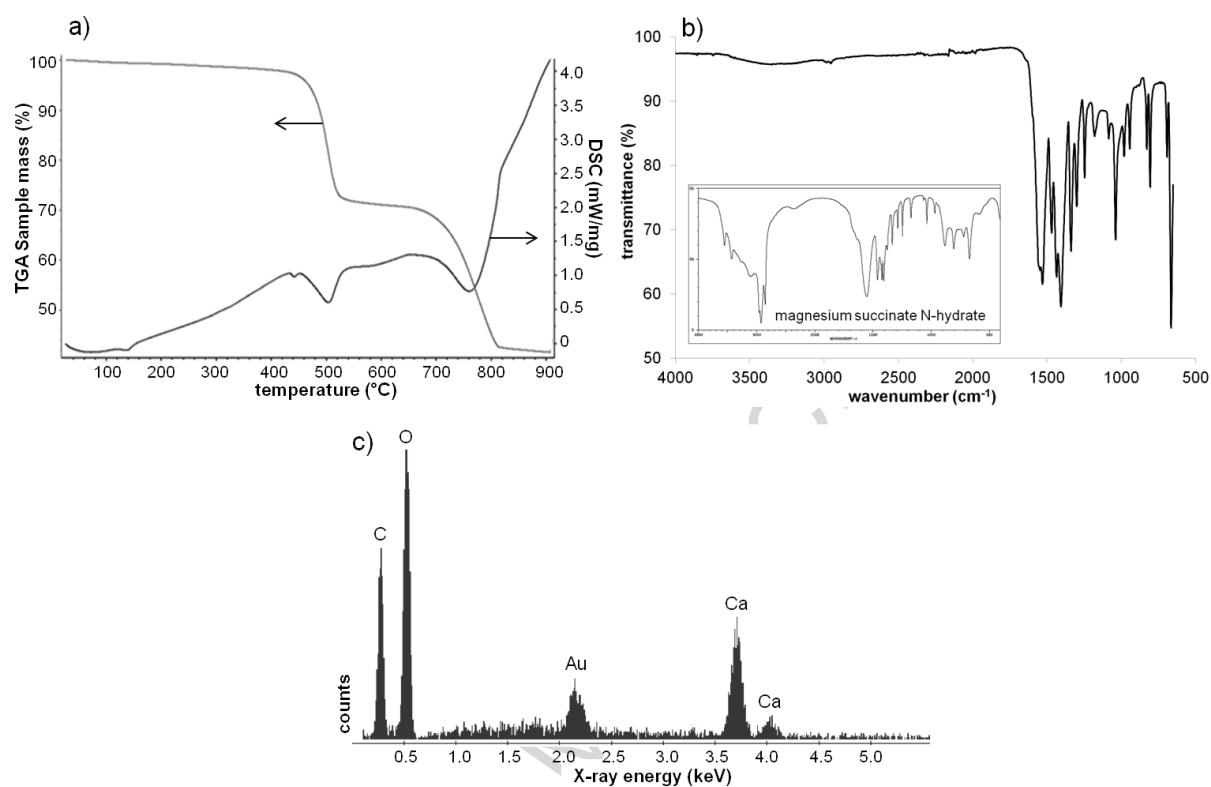 a)
100
90
80
70
60
50
TGA Sample mass (%)
4.0
3.5
3.0
2.5
2.0
1.5
1.0
0.5
0
DSC (mW/mg)
100 200 300 400 500 600 700 800 900
temperature (°C)
b)
100
90
80
70
60
50
transmittance (%)
magnesium succinate N-hydrate
4000 3500 3000 2500 2000 1500 1000 500
wavenumber (cm-1)
c)
O
C
Au
Ca
Ca
counts
0.5 1.0 1.5 2.0 2.5 3.0 3.5 4.0 4.5 5.0
X-ray energy (keV)